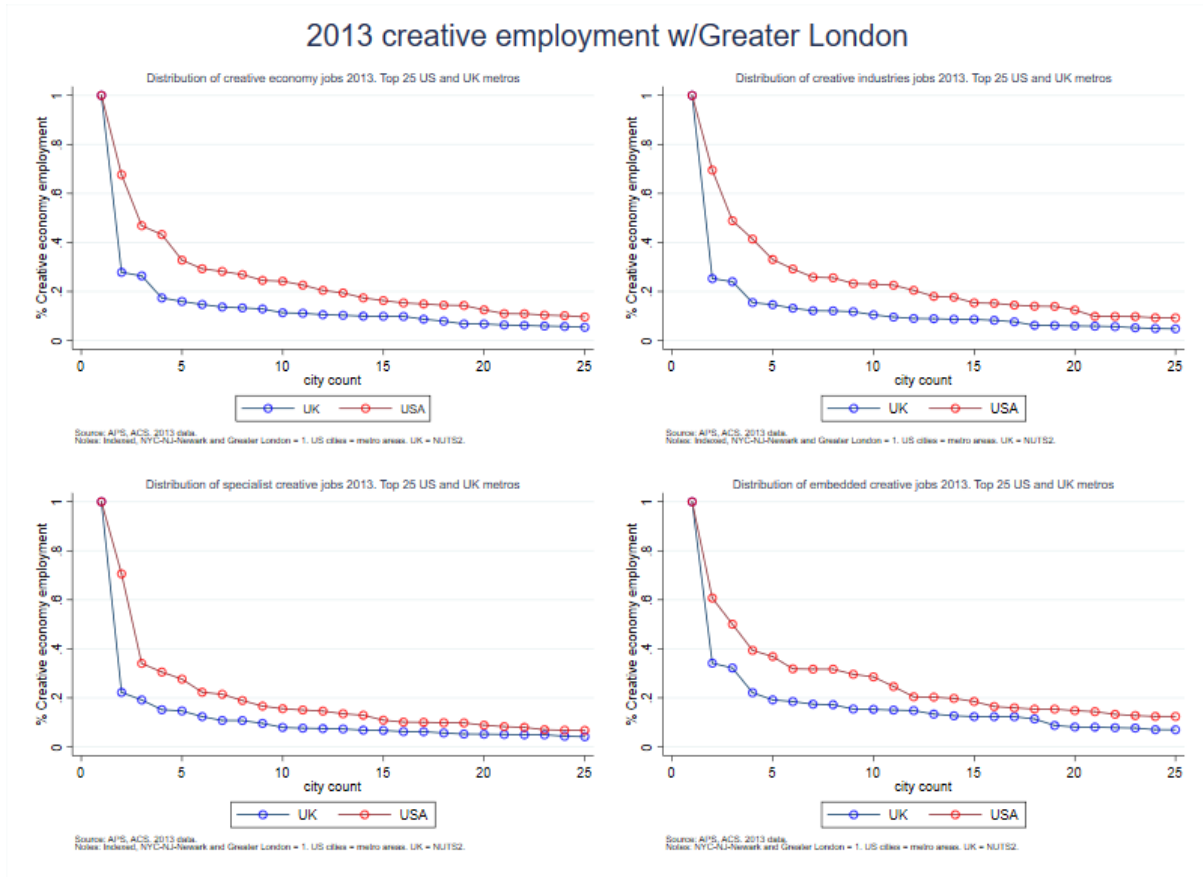 2013 creative employment w/Greater London
Distribution of creative economy jobs 2013. Top 25 US and UK metros
% Creative economy employment
1
.8
.6
.4
.2
0
0 5 10 15 20 25
city count
UK USA
Source: APS, ACS. 2013 data.
Notes: Indexed, NYC-NJ-Newark and Greater London = 1. US cities = metro areas. UK = NUTS2.
Distribution of creative industries jobs 2013. Top 25 US and UK metros
% Creative economy employment
1
.8
.6
.4
.2
0
0 5 10 15 20 25
city count
UK USA
Source: APS, ACS. 2013 data.
Notes: Indexed, NYC-NJ-Newark and Greater London = 1. US cities = metro areas. UK = NUTS2.
Distribution of specialist creative jobs 2013. Top 25 US and UK metros
% Creative economy employment
1
.8
.6
.4
.2
0
0 5 10 15 20 25
city count
UK USA
Source: APS, ACS. 2013 data.
Notes: Indexed, NYC-NJ-Newark and Greater London = 1. US cities = metro areas. UK = NUTS2.
Distribution of embedded creative jobs 2013. Top 25 US and UK metros
% Creative economy employment
1
.8
.6
.4
.2
0
0 5 10 15 20 25
city count
UK USA
Source: APS, ACS. 2013 data.
Notes: Indexed, NYC-NJ-Newark and Greater London = 1. US cities = metro areas. UK = NUTS2.